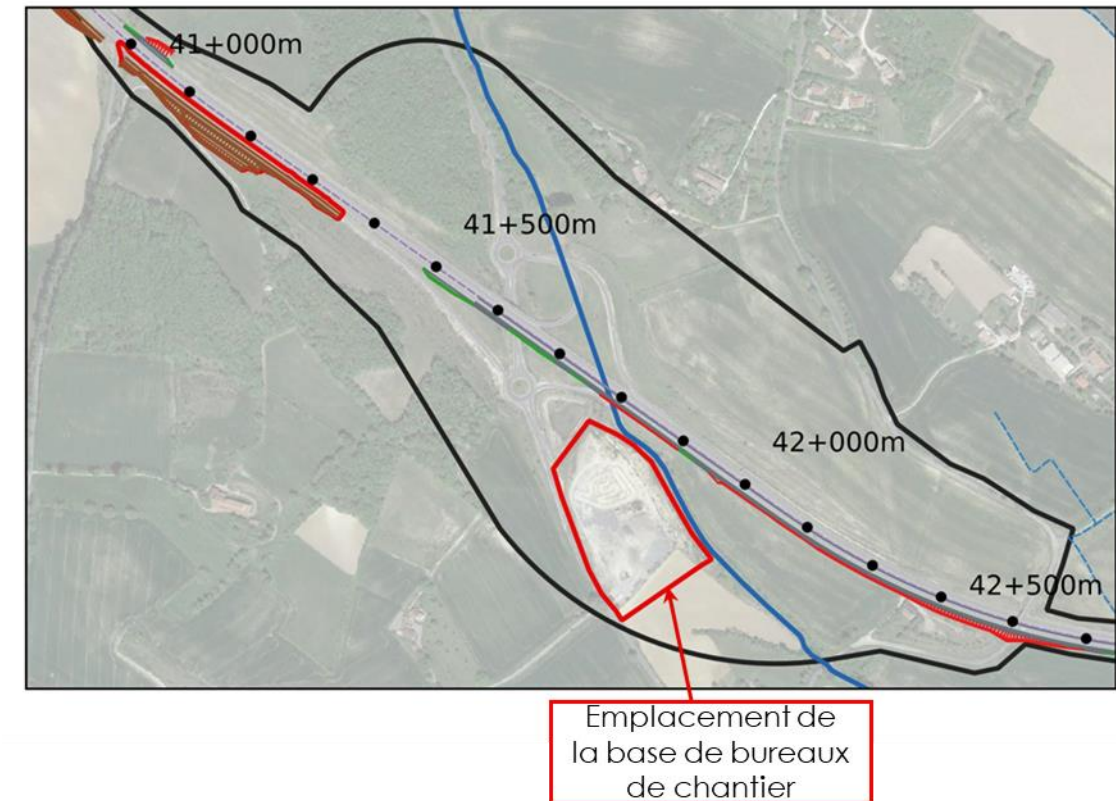 41+000m
41+500m
42+000m
42+500m
Emplacement de
la base de bureaux
de chantier